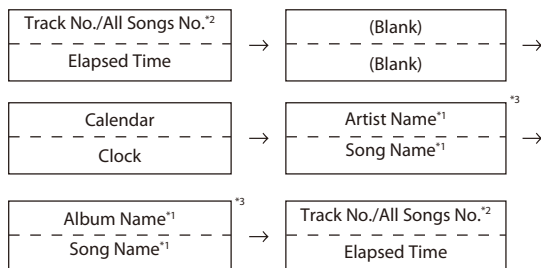 Track No./All Songs No.*2
Elapsed Time
(Blank)
(Blank)
Calendar
Clock
Artist Name*1
Song Name*1
*3
Album Name*1
Song Name*1
*3
Track No./All Songs No.*2
Elapsed Time